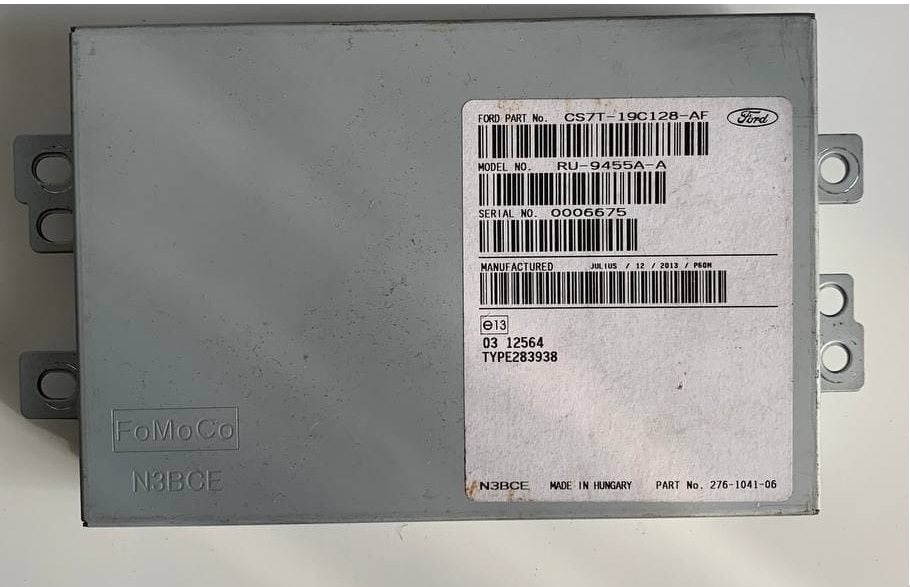 FORD PART No. CS7T-19C128-AF Ford
MODEL NO. RU-9455A-A
SERIAL NO. 0006675
MANUFACTURED JULIUS / 12 / 2013 / P60M
e13
03 12564
TYPE283938
FoMoCo
N3BCE
N3BCE MADE IN HUNGARY PART No. 276-1041-06